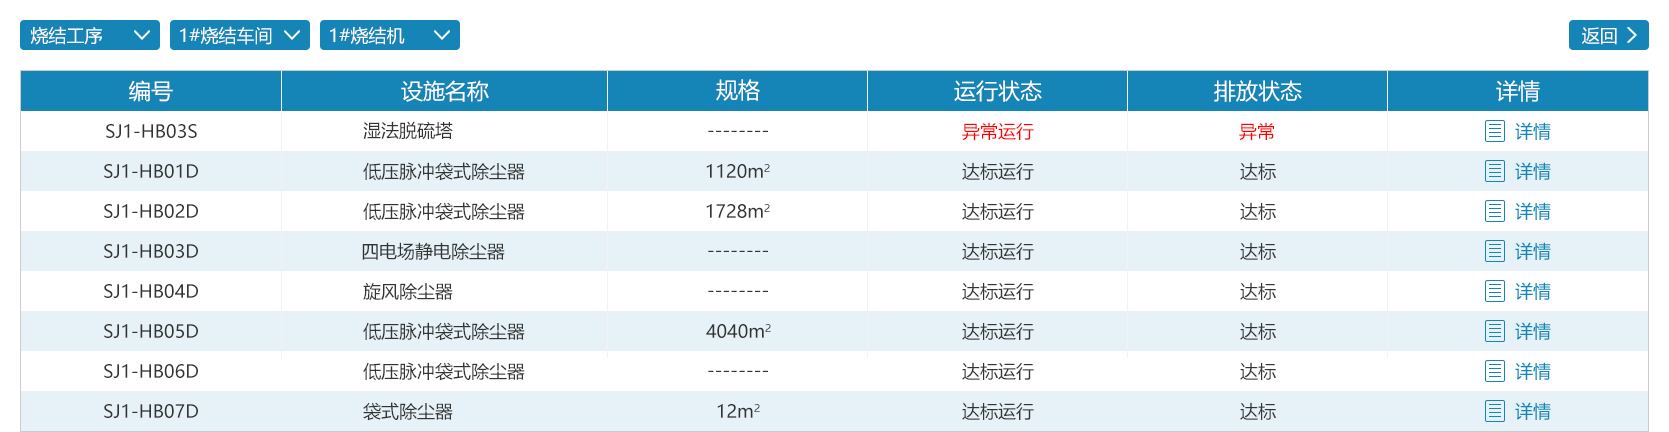 烧结工序 1#烧结车间 1#烧结机 返回
编号 设施名称 规格 运行状态 排放状态 详情
SJ1-HB03S 湿法脱硫塔 -------- 异常运行 异常 详情
SJ1-HB01D 低压脉冲袋式除尘器 1120m² 达标运行 达标 详情
SJ1-HB02D 低压脉冲袋式除尘器 1728m² 达标运行 达标 详情
SJ1-HB03D 四电场静电除尘器 -------- 达标运行 达标 详情
SJ1-HB04D 旋风除尘器 -------- 达标运行 达标 详情
SJ1-HB05D 低压脉冲袋式除尘器 4040m² 达标运行 达标 详情
SJ1-HB06D 低压脉冲袋式除尘器 -------- 达标运行 达标 详情
SJ1-HB07D 袋式除尘器 12m² 达标运行 达标 详情